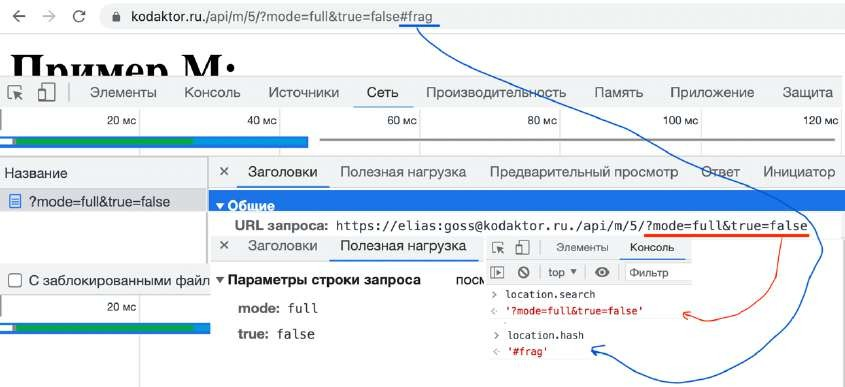 kodaktor.ru./api/m/5/?mode=full&true=false#frag
Пример М:
Элементы Консоль Источники Сеть Производительность Память Приложение Защита
20 мс 40 мс 60 мс 80 мс 100 мс 120 мс
Название
× Заголовки Полезная нагрузка Предварительный просмотр Ответ Инициатор
?mode=full&true=false
▼ Общие
URL запроса: https://elias:goss@kodaktor.ru./api/m/5/?mode=full&true=false
× Заголовки Полезная нагрузка
Элементы Консоль
С заблокированными файл
▼ Параметры строки запроса посм
top ▼ Фильтр
20 мс
mode: full
true: false
> location.search
'?mode=full&true=false'
> location.hash
'#frag'